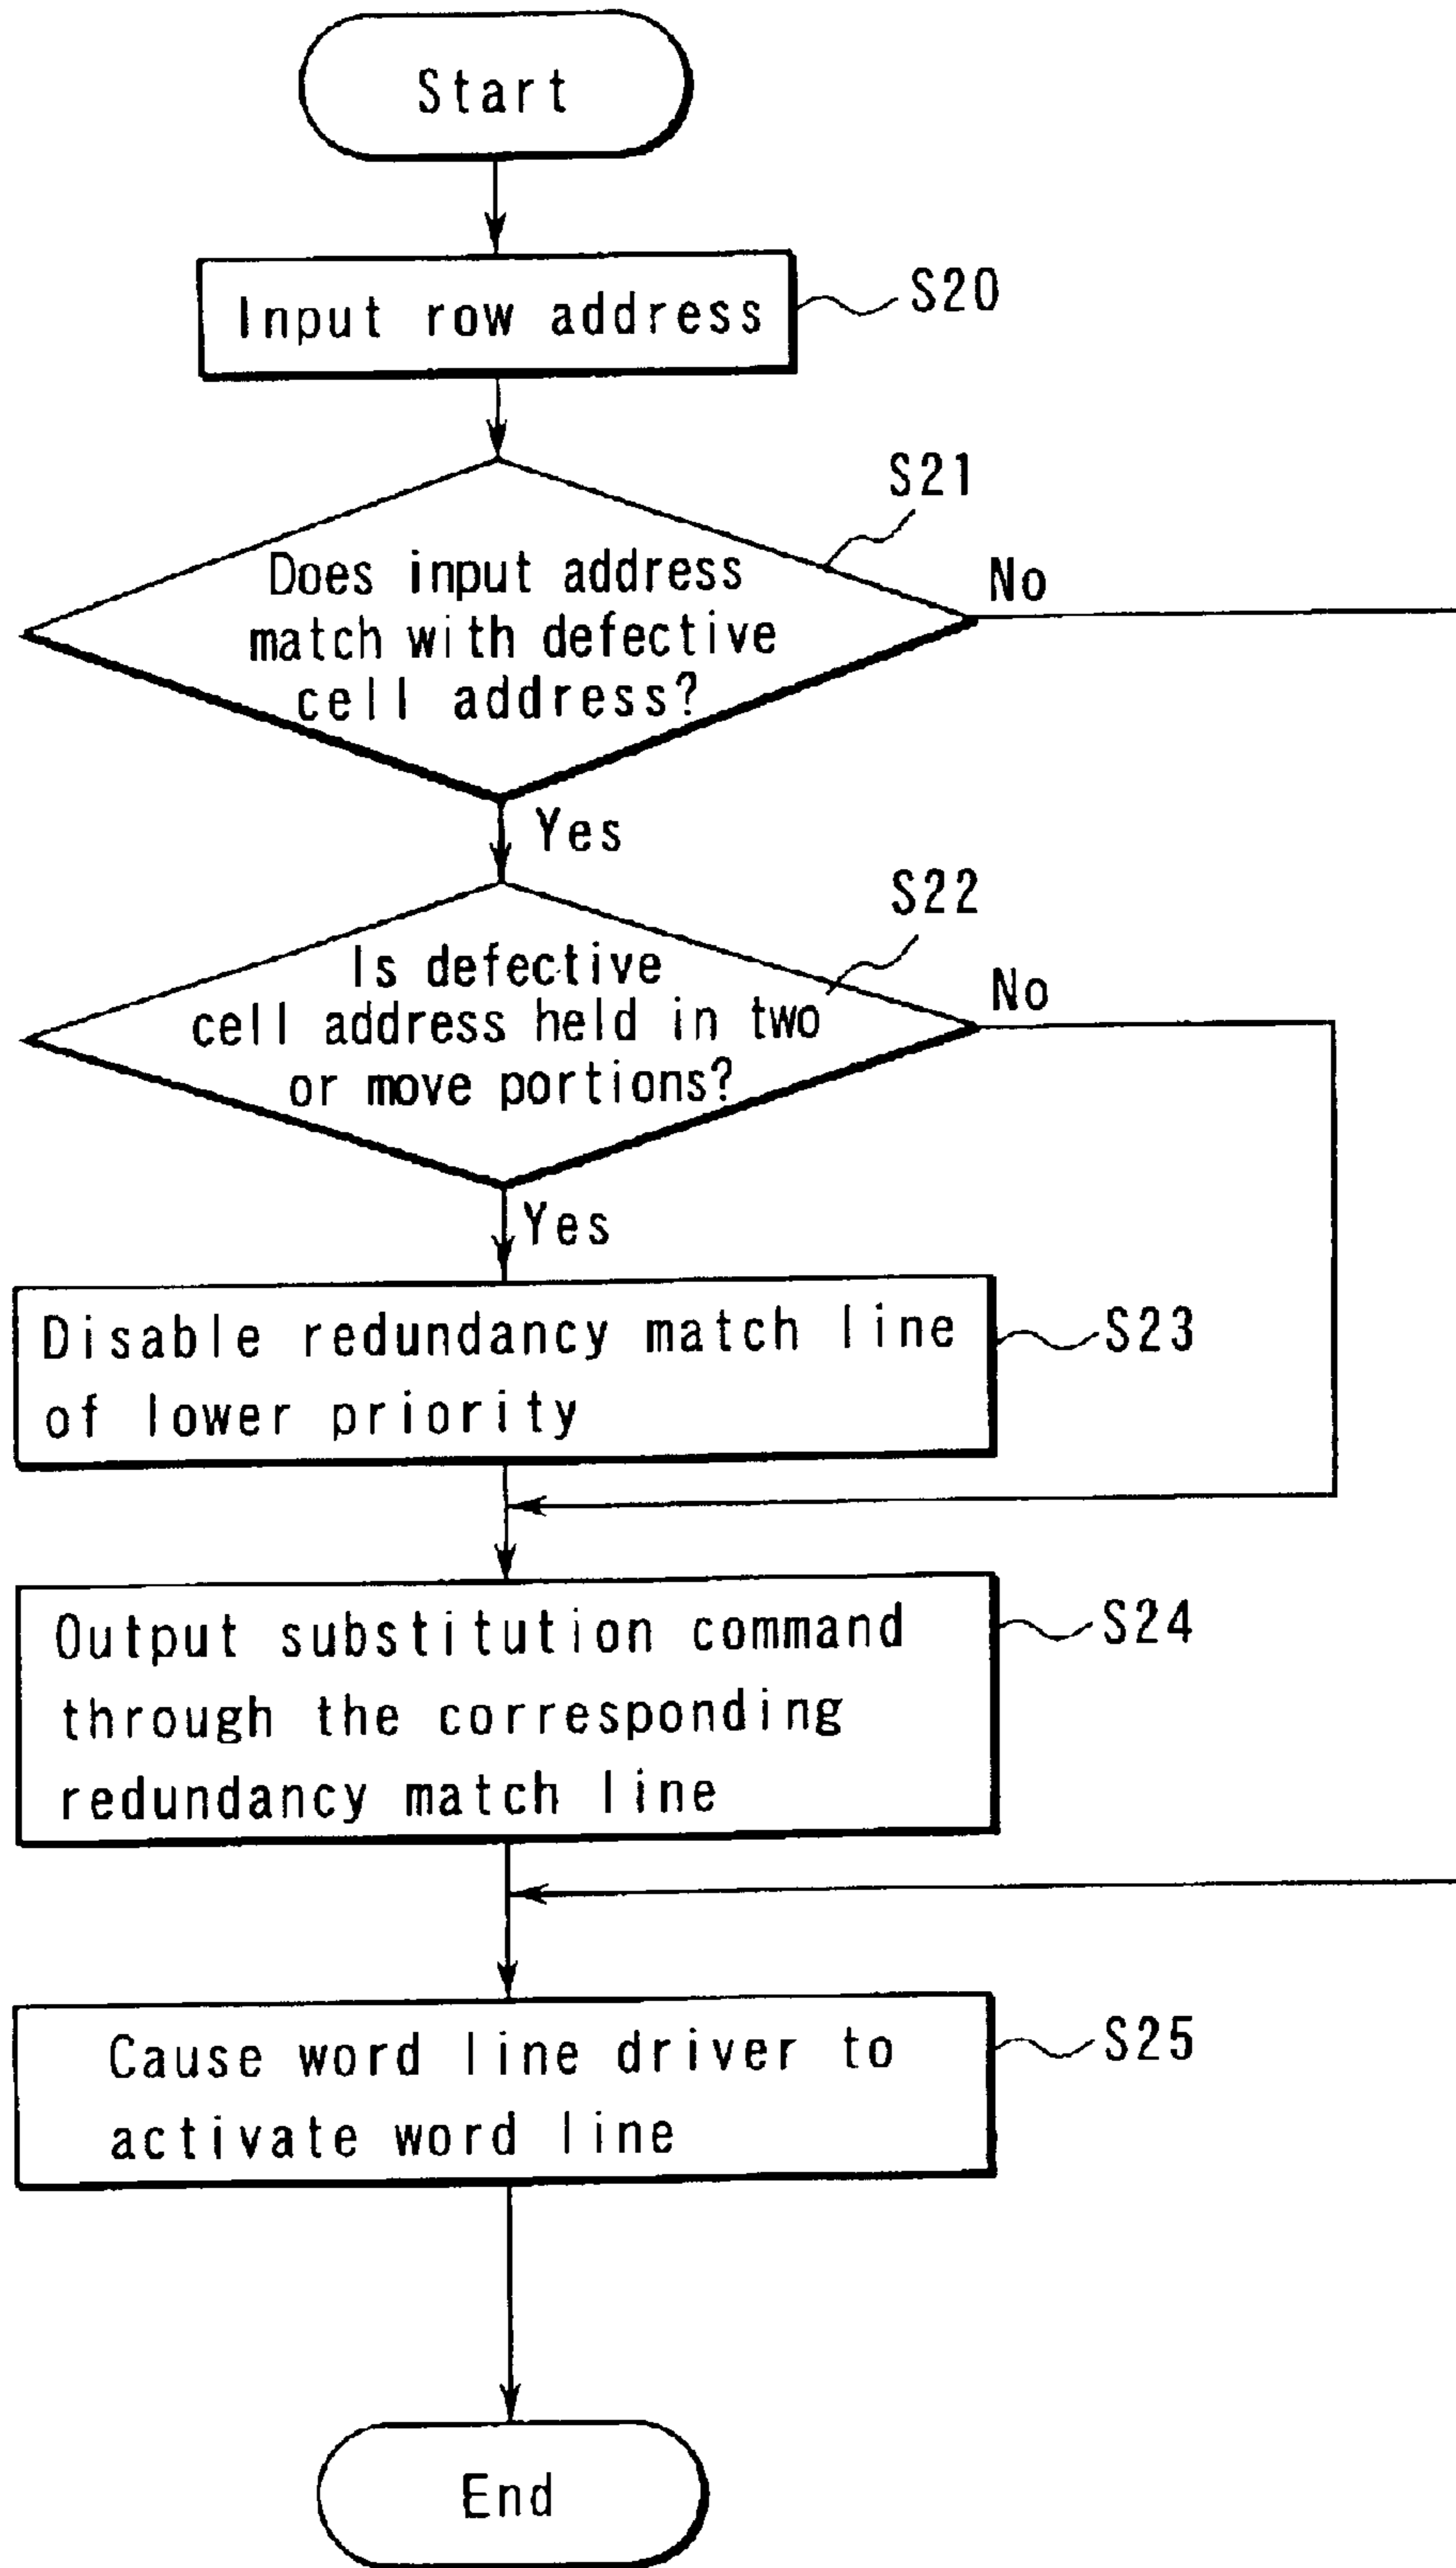 Start
Input row address
S20
S21
Does input address
match with defective
cell address?
No
Yes
S22
Is defective
cell address held in two
or move portions?
No
Yes
Disable redundancy match line
of lower priority
S23
Output substitution command
through the corresponding
redundancy match line
S24
Cause word line driver to
activate word line
S25
End